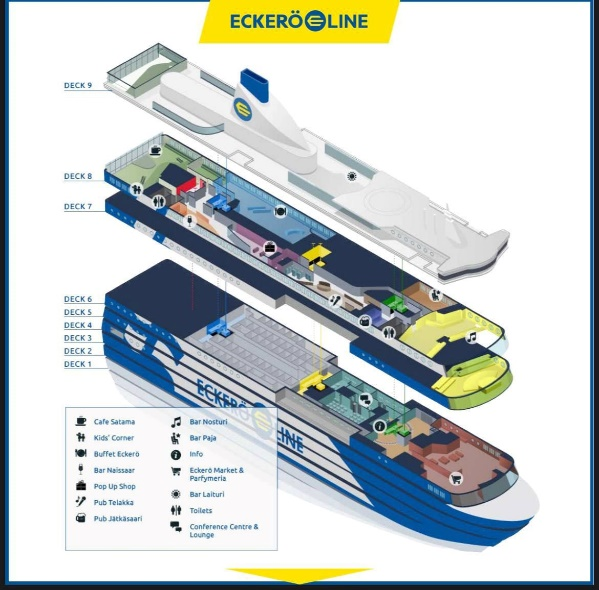 ECKERÖ LINE
DECK 9
DECK 8
DECK 7
DECK 6
DECK 5
DECK 4
DECK 3
DECK 2
DECK 1
ECKERÖ LINE
Cafe Satama
Kids' Corner
Buffet Eckerö
Bar Naissaar
Pop Up Shop
Pub Telakka
Pub Jätkäsaari
Bar Nosturi
Bar Paja
Info
Eckerö Market &
Parfymeria
Bar Laituri
Toilets
Conference Centre &
Lounge